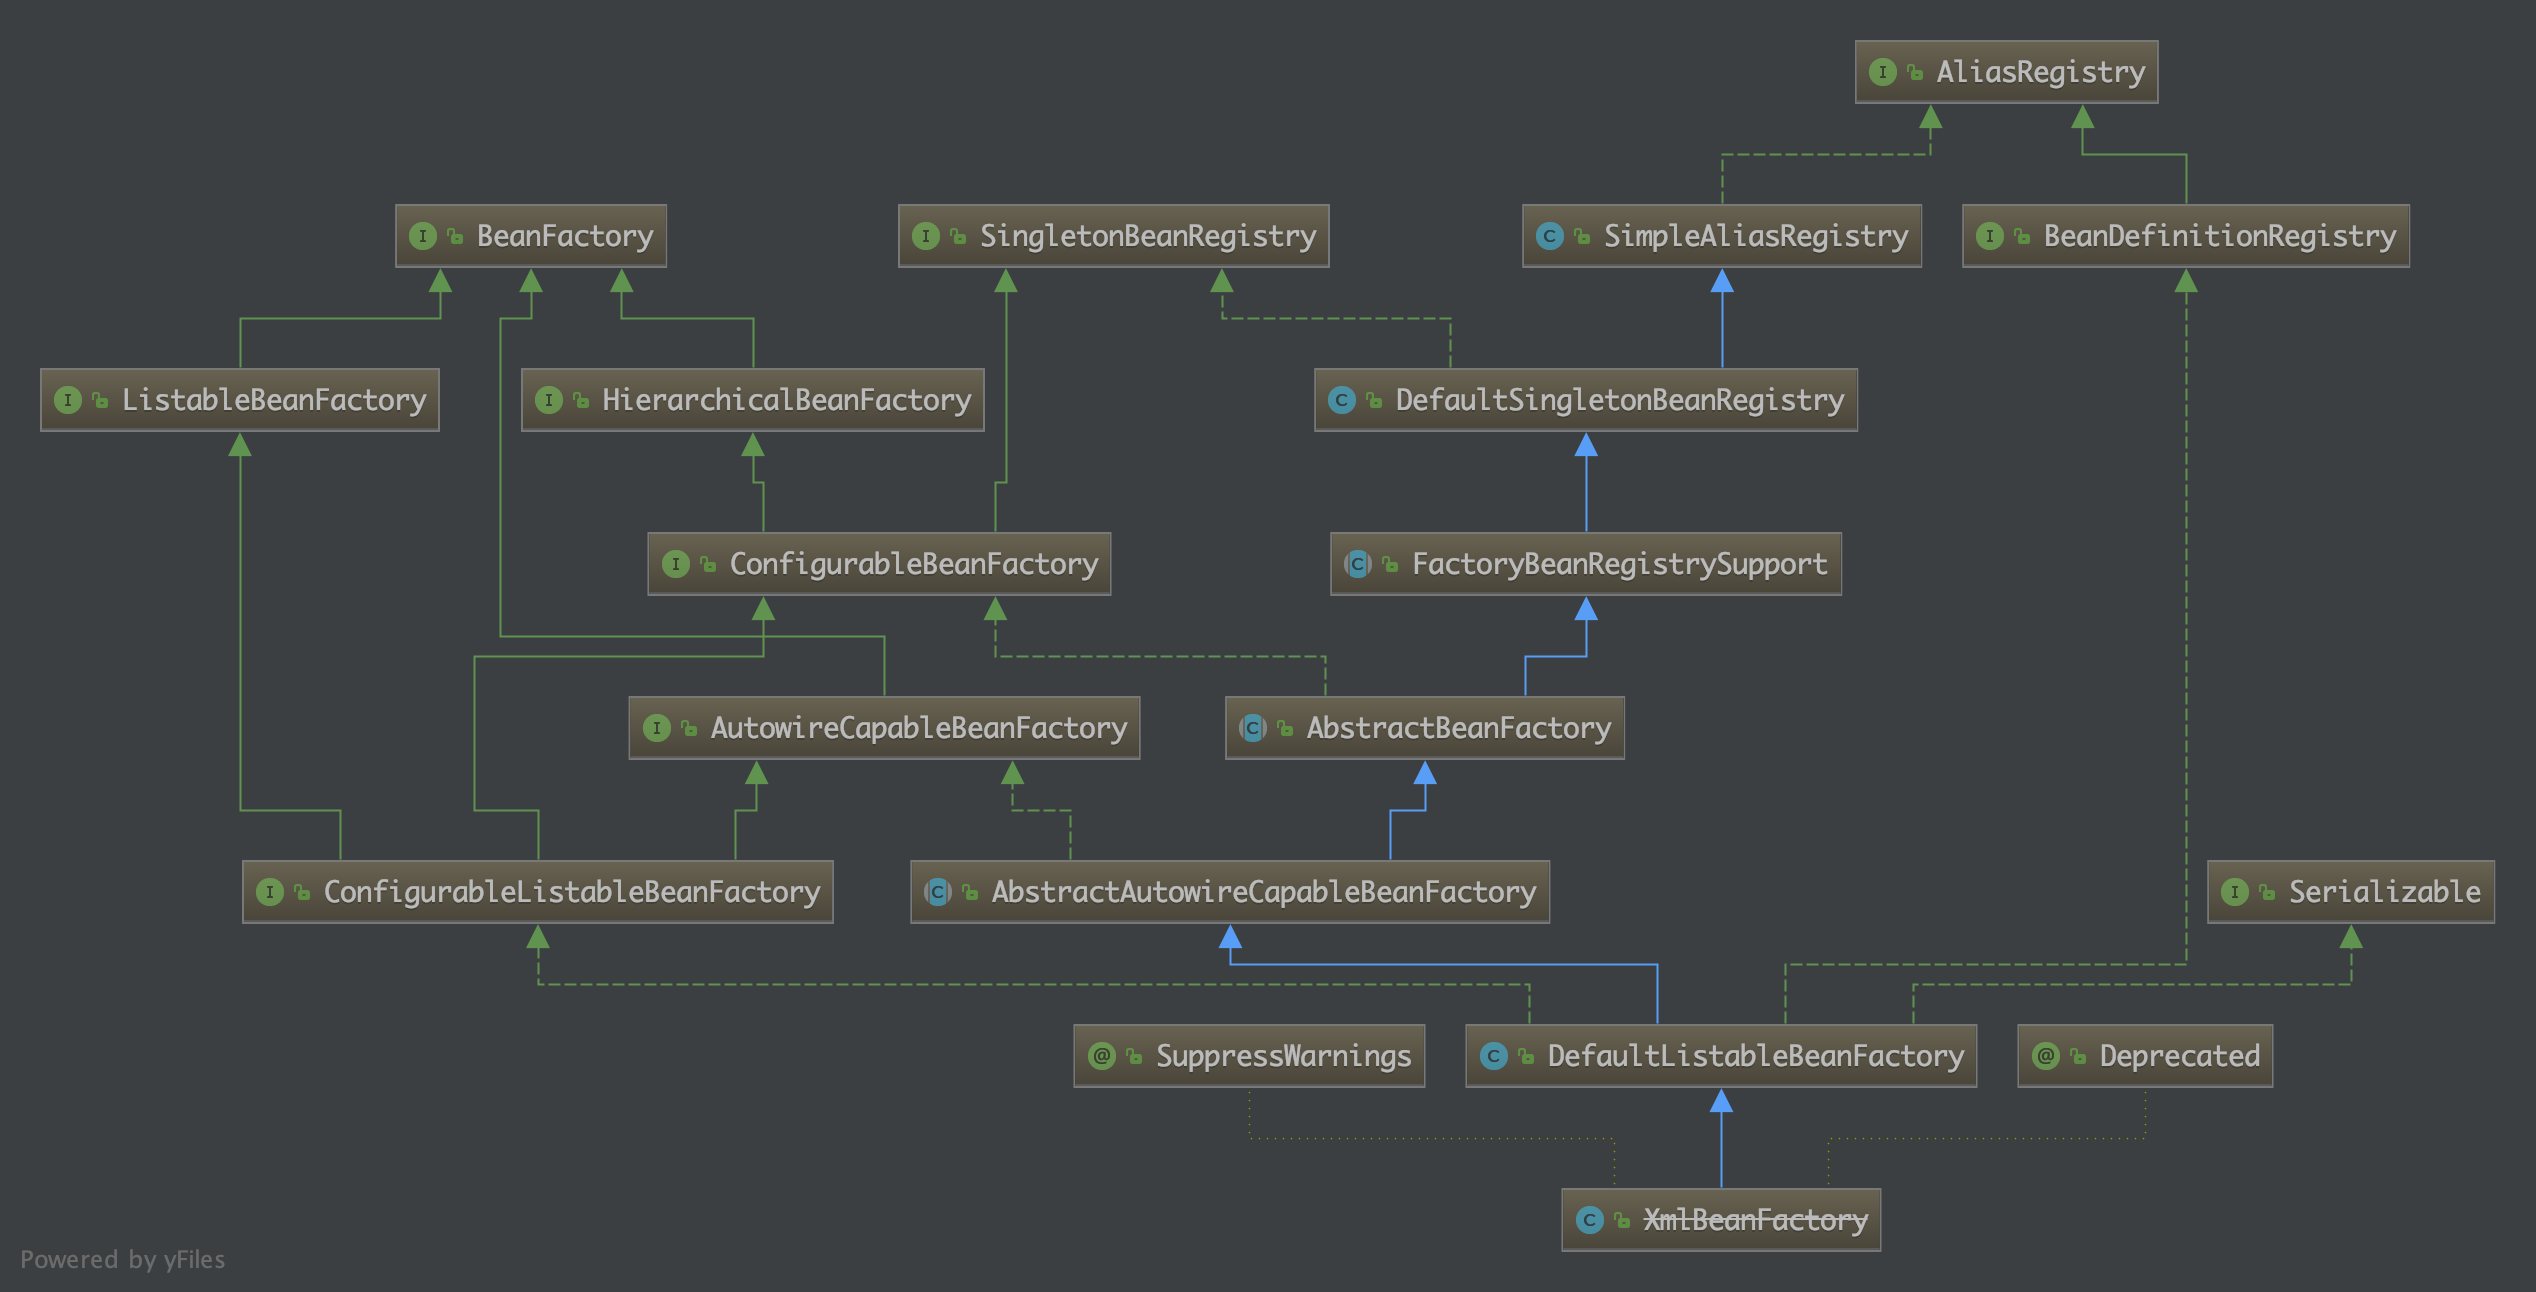 AliasRegistry
BeanFactory
SingletonBeanRegistry
SimpleAliasRegistry
BeanDefinitionRegistry
ListableBeanFactory
HierarchicalBeanFactory
DefaultSingletonBeanRegistry
ConfigurableBeanFactory
FactoryBeanRegistrySupport
AutowireCapableBeanFactory
AbstractBeanFactory
ConfigurableListableBeanFactory
AbstractAutowireCapableBeanFactory
Serializable
SuppressWarnings
DefaultListableBeanFactory
Deprecated
XmlBeanFactory
Powered by yFiles